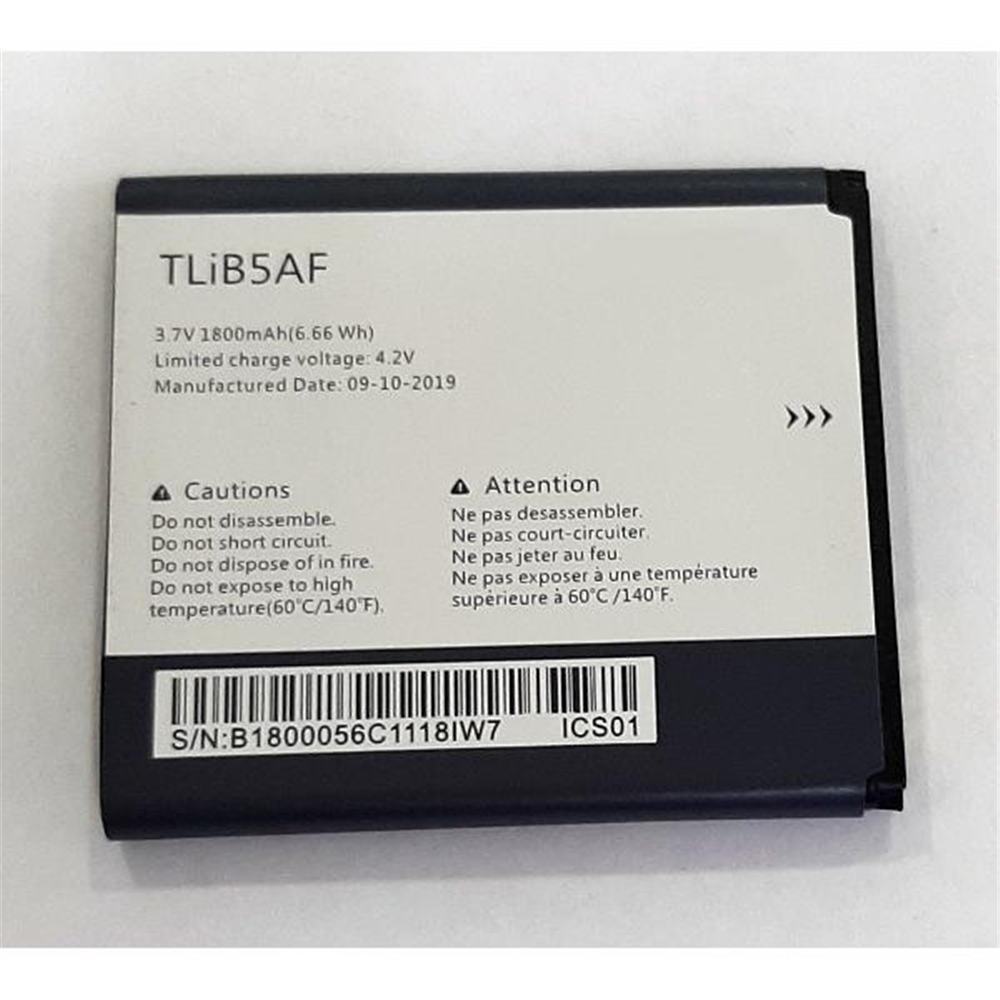 TLiB5AF
3.7V 1800mAh(6.66 Wh)
Limited charge voltage: 4.2V
Manufactured Date: 09-10-2019
Cautions
Do not disassemble.
Do not short circuit.
Do not dispose of in fire.
Do not expose to high
temperature(60°C/140°F).
Attention
Ne pas desassembler.
Ne pas court-circuiter.
Ne pas jeter au feu.
Ne pas exposer à une température
supérieure à 60°C /140°F.
S/N:B1800056C1118IW7 ICS01